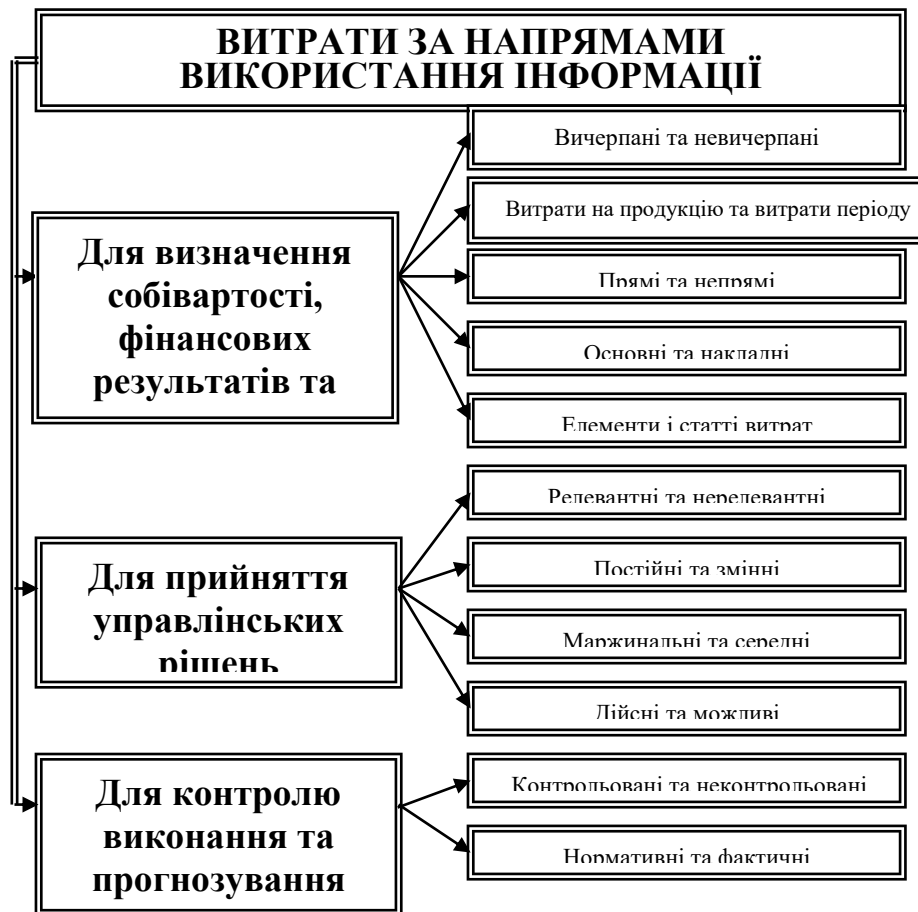 ВИТРАТИ ЗА НАПРЯМАМИ
ВИКОРИСТАННЯ ІНФОРМАЦІЇ
Для визначення
собівартості,
фінансових
результатів та
Вичерпані та невичерпані
Витрати на продукцію та витрати періоду
Прямі та непрямі
Основні та накладні
Елементи і статті витрат
Для прийняття
управлінських
рішень
Релевантні та нерелевантні
Постійні та змінні
Маржинальні та середні
Дійсні та можливі
Для контролю
виконання та
прогнозування
Контрольовані та неконтрольовані
Нормативні та фактичні